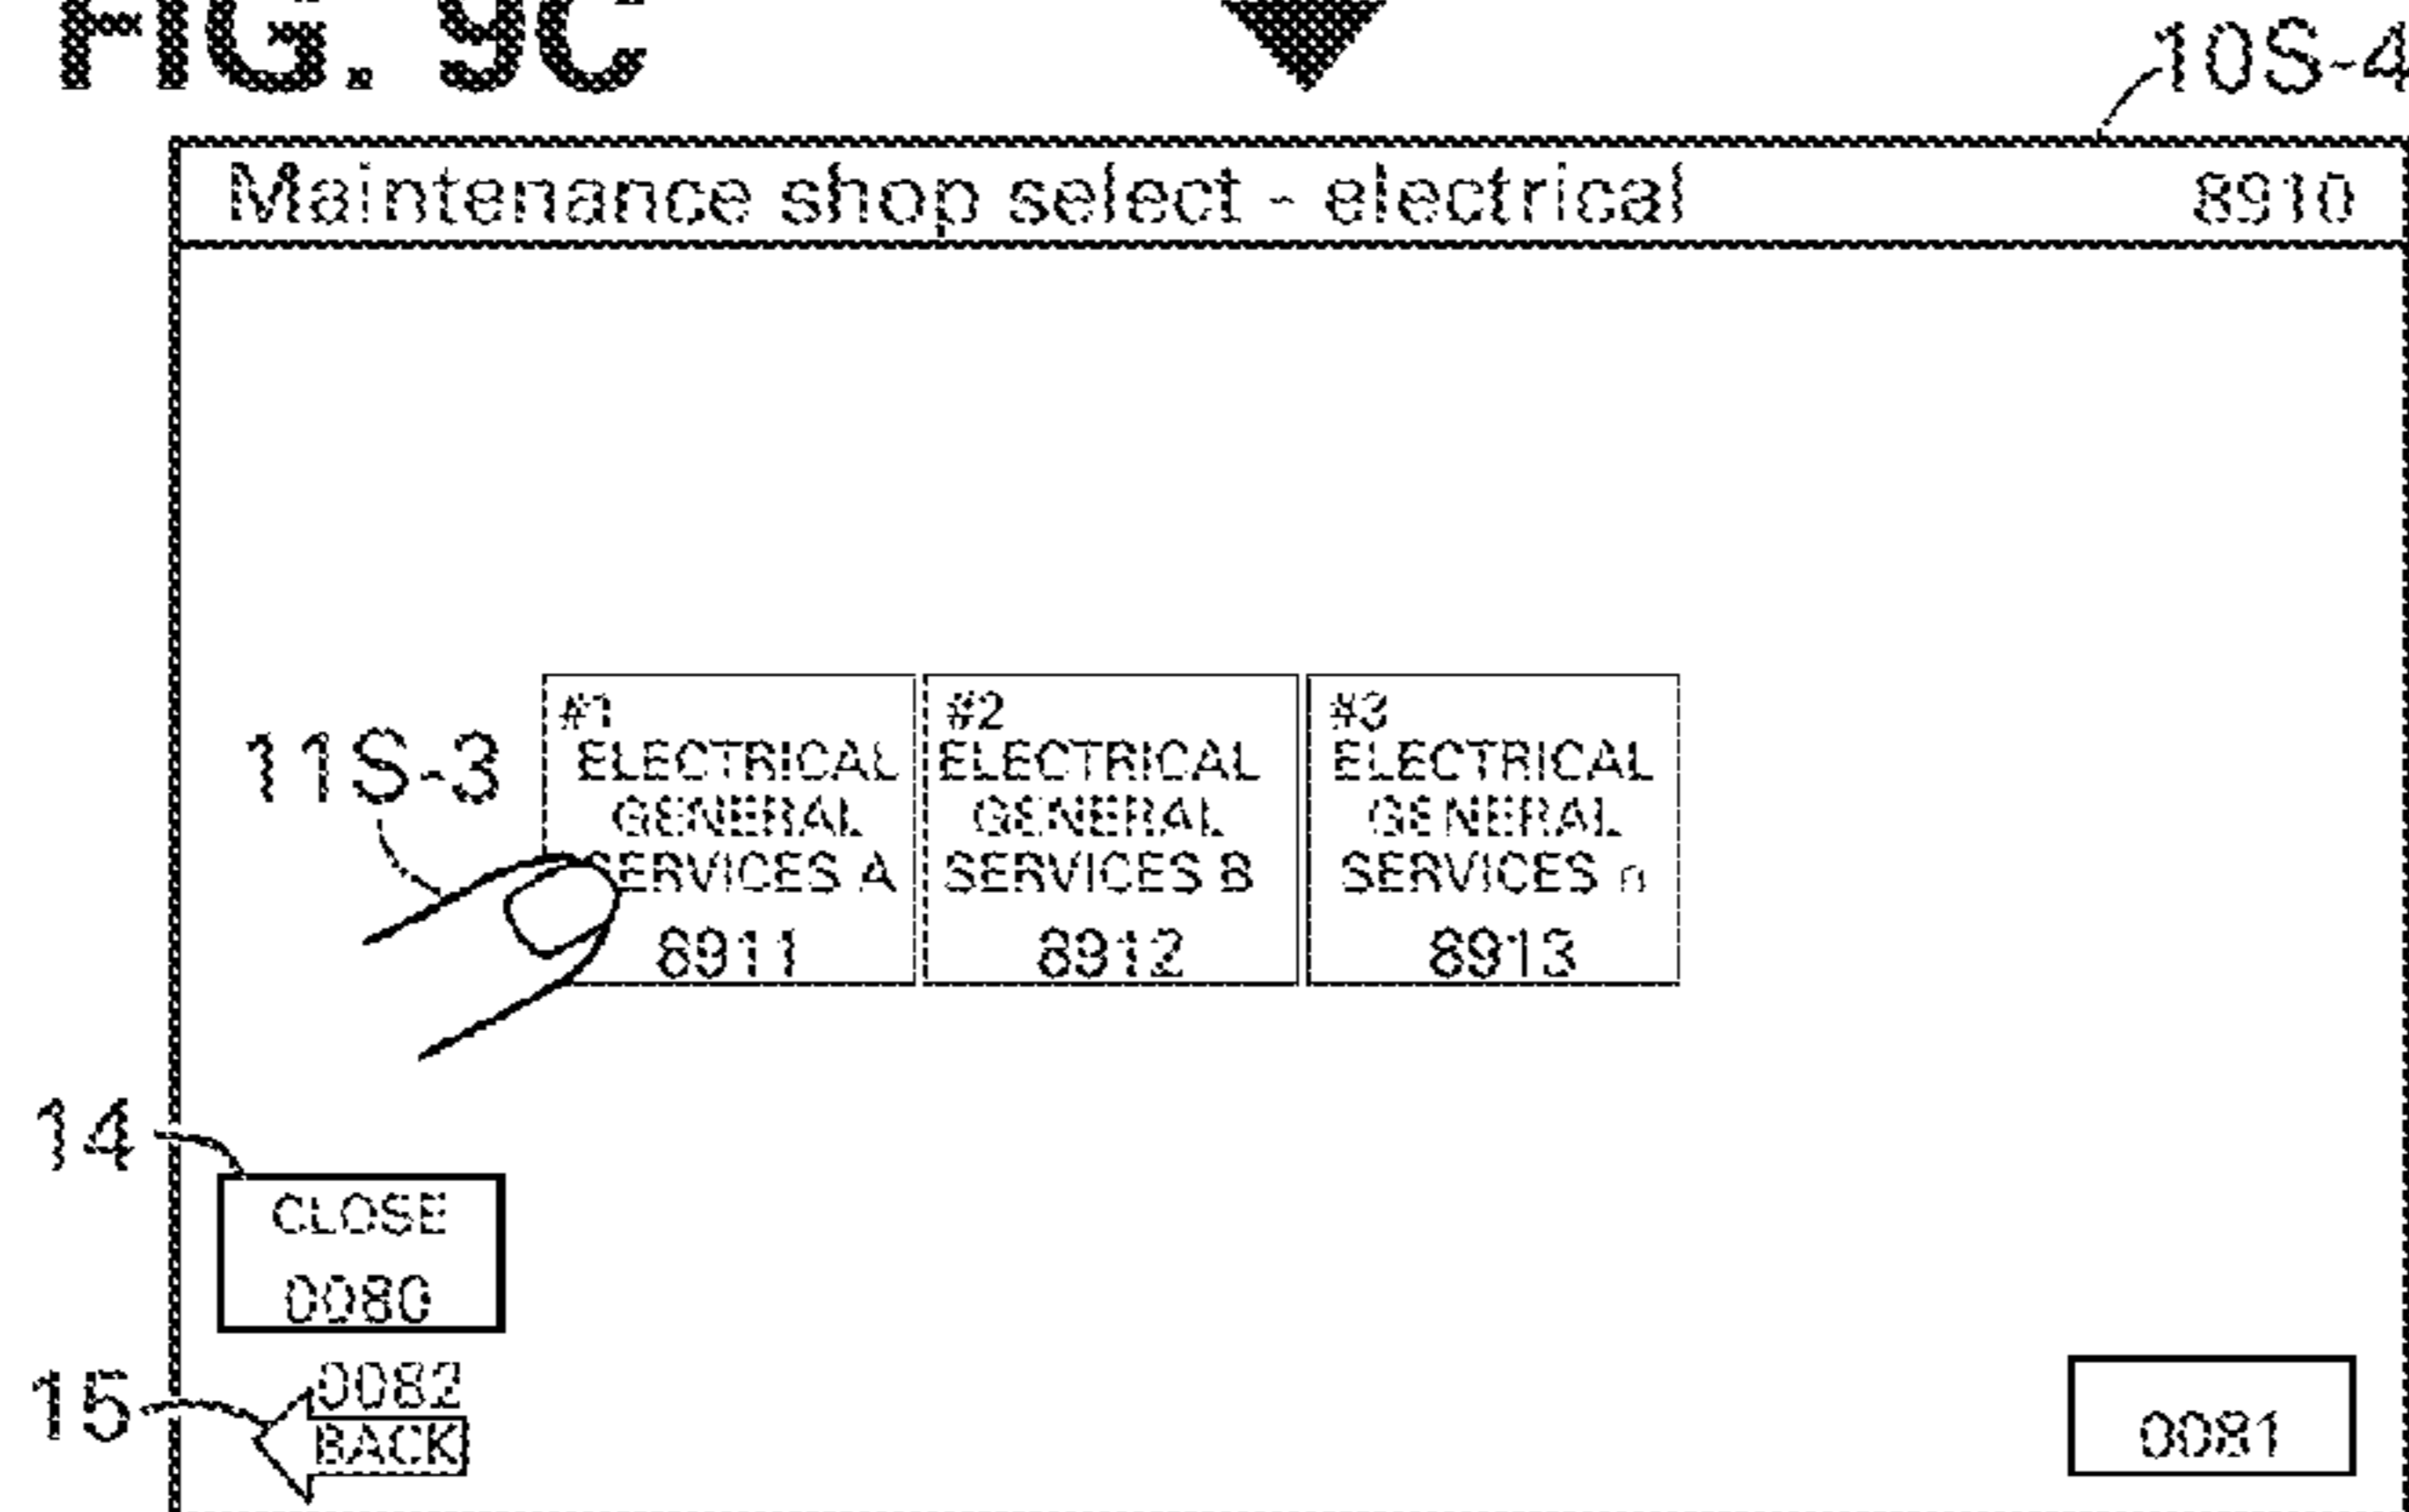 FIG. 9C
10S-4
Maintenance shop select - electrical 8910
11S-3
#1
ELECTRICAL
GENERAL
SERVICES A
8911
#2
ELECTRICAL
GENERAL
SERVICES B
8912
#3
ELECTRICAL
GENERAL
SERVICES n
8913
14
CLOSE
0080
15
0082
BACK
0081